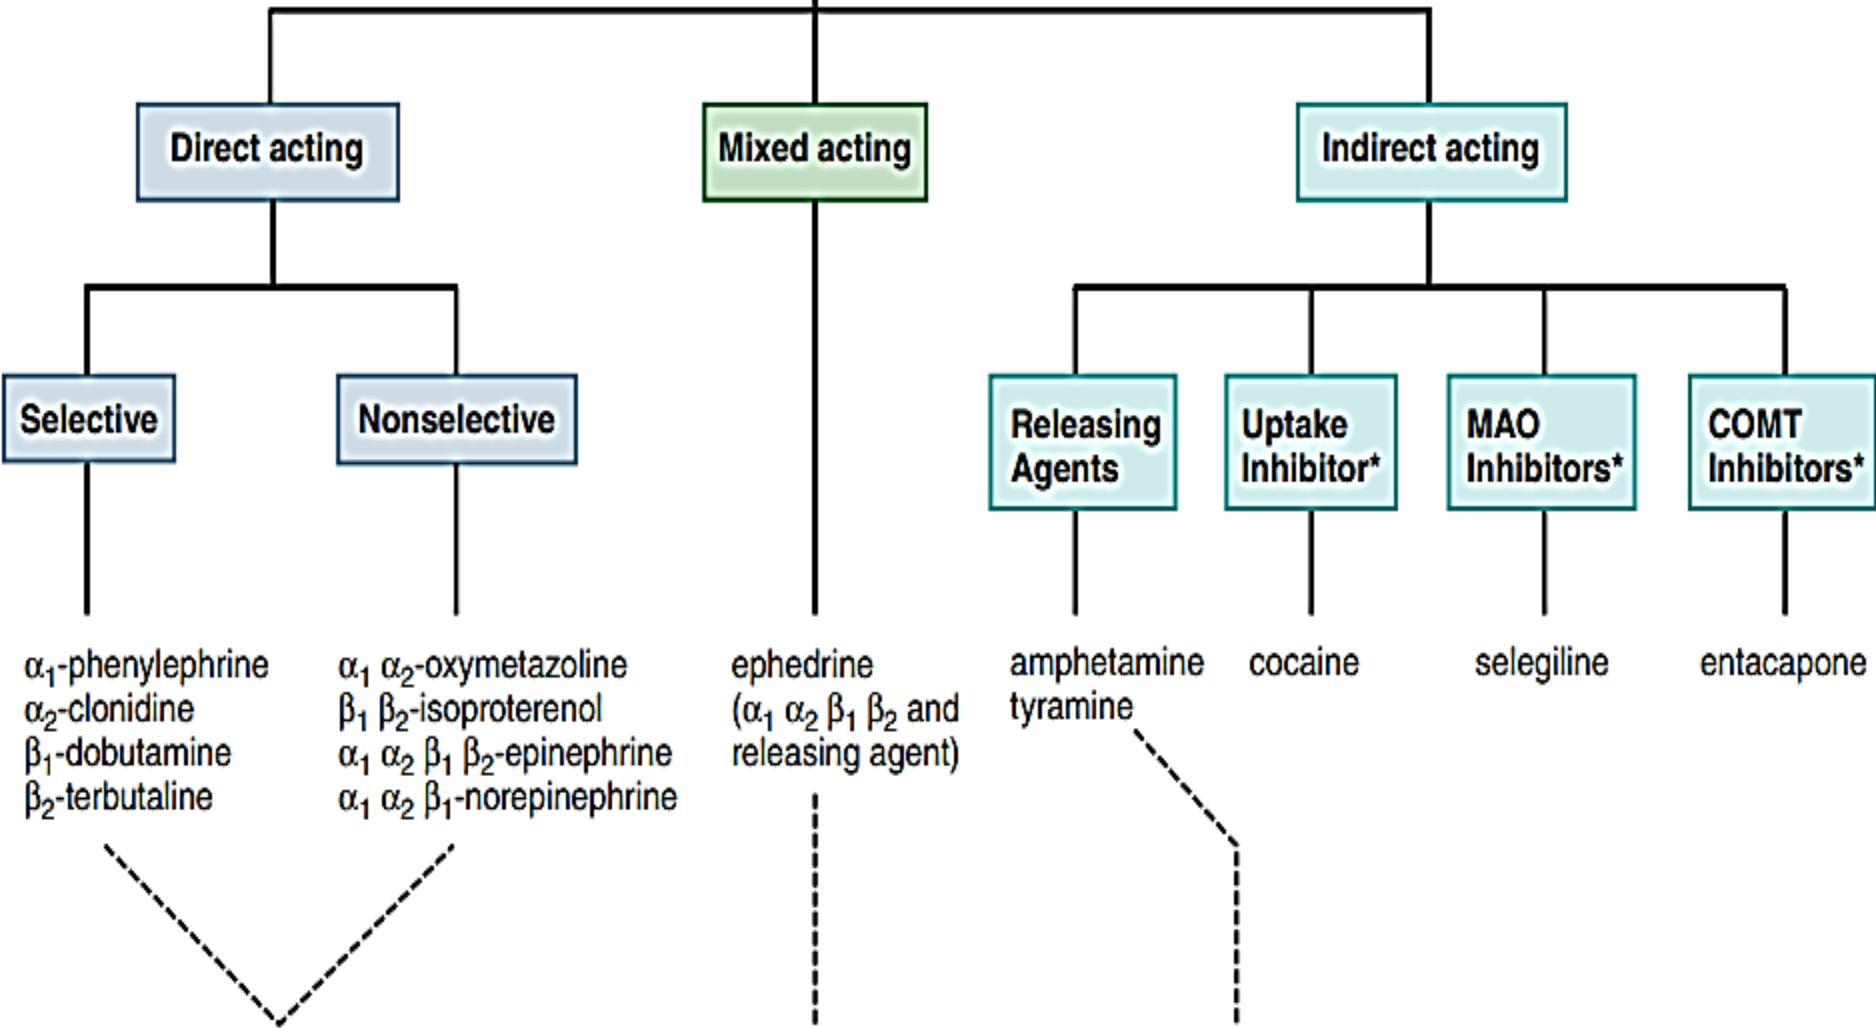 Direct acting
Mixed acting
Indirect acting
Selective
Nonselective
Releasing
Agents
Uptake
Inhibitor*
MAO
Inhibitors*
COMT
Inhibitors*
α₁-phenylephrine
α₂-clonidine
β₁-dobutamine
β₂-terbutaline
α₁ α₂-oxymetazoline
β₁ β₂-isoproterenol
α₁ α₂ β₁ β₂-epinephrine
α₁ α₂ β₁-norepinephrine
ephedrine
(α₁ α₂ β₁ β₂ and
releasing agent)
amphetamine
tyramine
cocaine
selegiline
entacapone